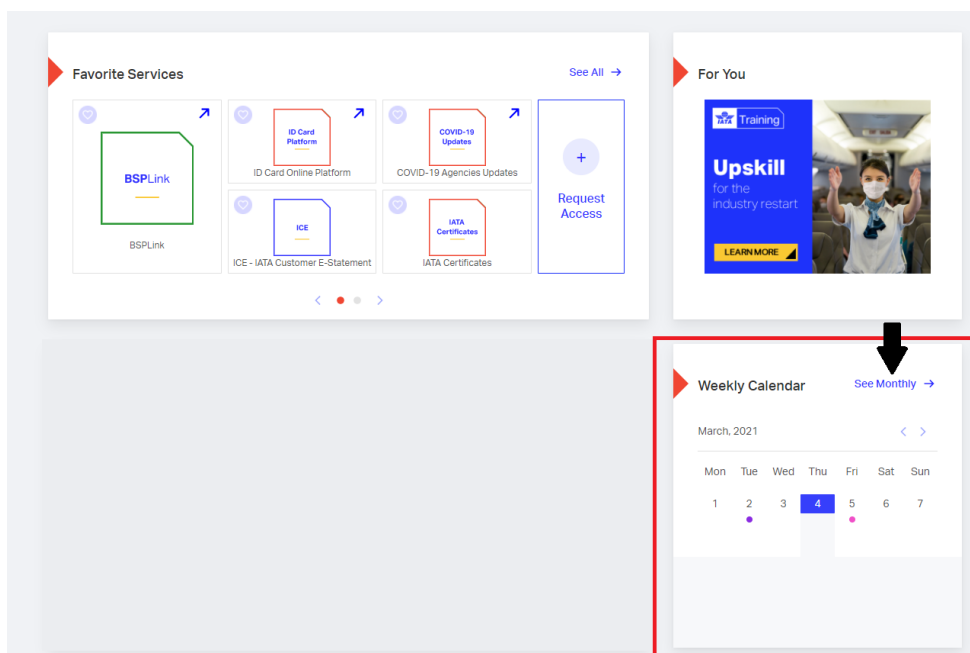 Favorite Services
See All →
BSPLink
BSPLink
ID Card
Platform
ID Card Online Platform
COVID-19
Updates
COVID-19 Agencies Updates
ICE
ICE - IATA Customer E-Statement
IATA
Certificates
IATA Certificates
+
Request
Access
For You
IATA Training
Upskill
for the
industry restart
LEARN MORE
Weekly Calendar
See Monthly →
March, 2021
Mon Tue Wed Thu Fri Sat Sun
1 2 3 4 5 6 7